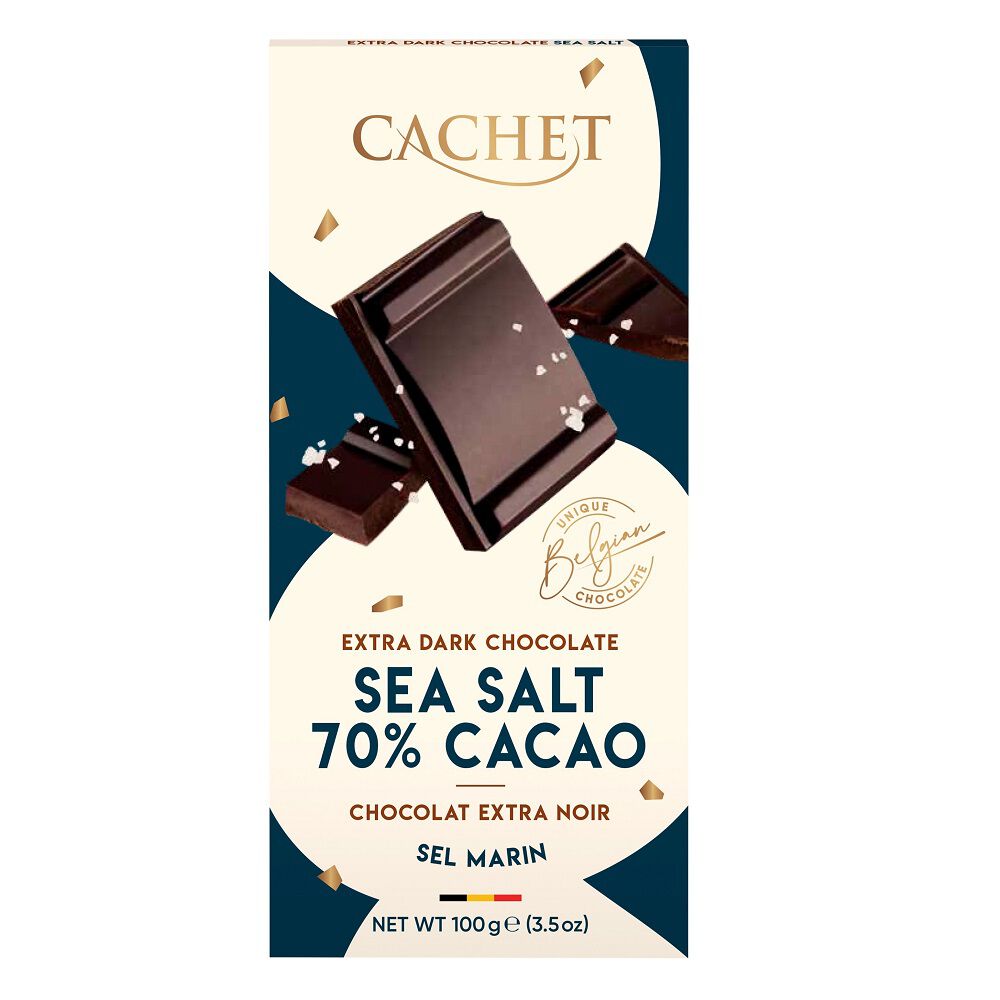 EXTRA DARK CHOCOLATE SEA SALT
CACHET
UNIQUE
Belgian
CHOCOLATE
EXTRA DARK CHOCOLATE
SEA SALT
70% CACAO
CHOCOLAT EXTRA NOIR
SEL MARIN
NET WT 100g℮ (3.5oz)